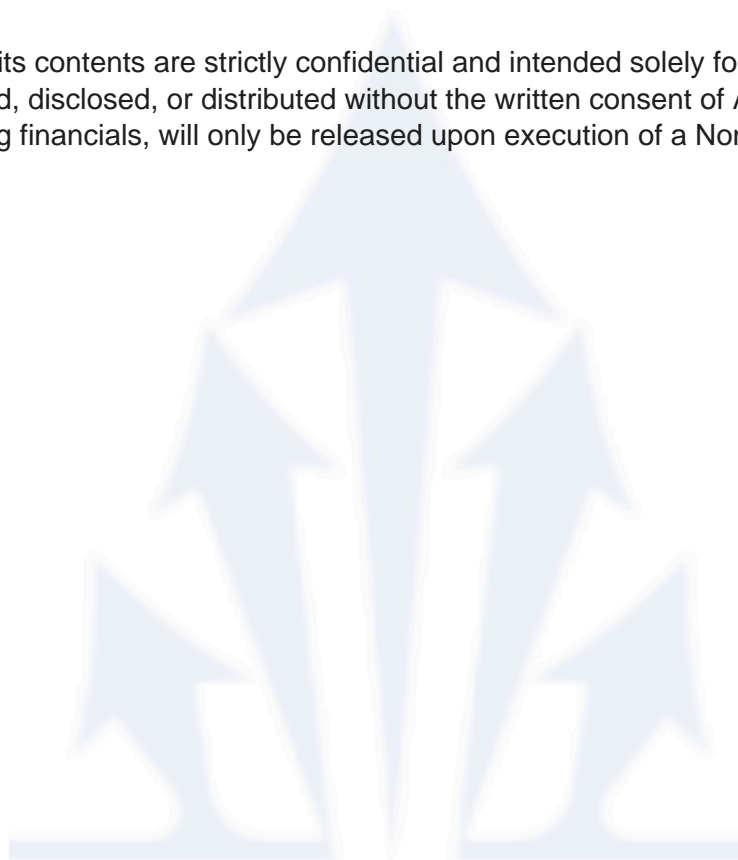 its contents are strictly confidential and intended solely fo
d, disclosed, or distributed without the written consent of A
g financials, will only be released upon execution of a Nor